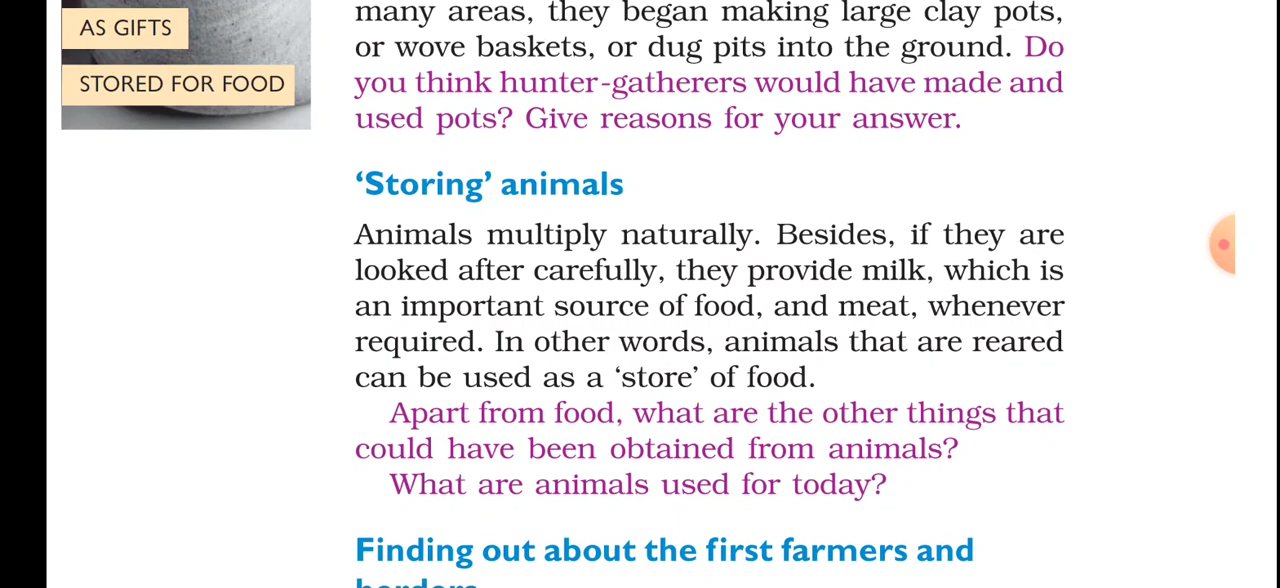 AS GIFTS
STORED FOR FOOD
many areas, they began making large clay pots,
or wove baskets, or dug pits into the ground. Do
you think hunter-gatherers would have made and
used pots? Give reasons for your answer.
‘Storing’ animals
Animals multiply naturally. Besides, if they are
looked after carefully, they provide milk, which is
an important source of food, and meat, whenever
required. In other words, animals that are reared
can be used as a ‘store’ of food.
Apart from food, what are the other things that
could have been obtained from animals?
What are animals used for today?
Finding out about the first farmers and
herders